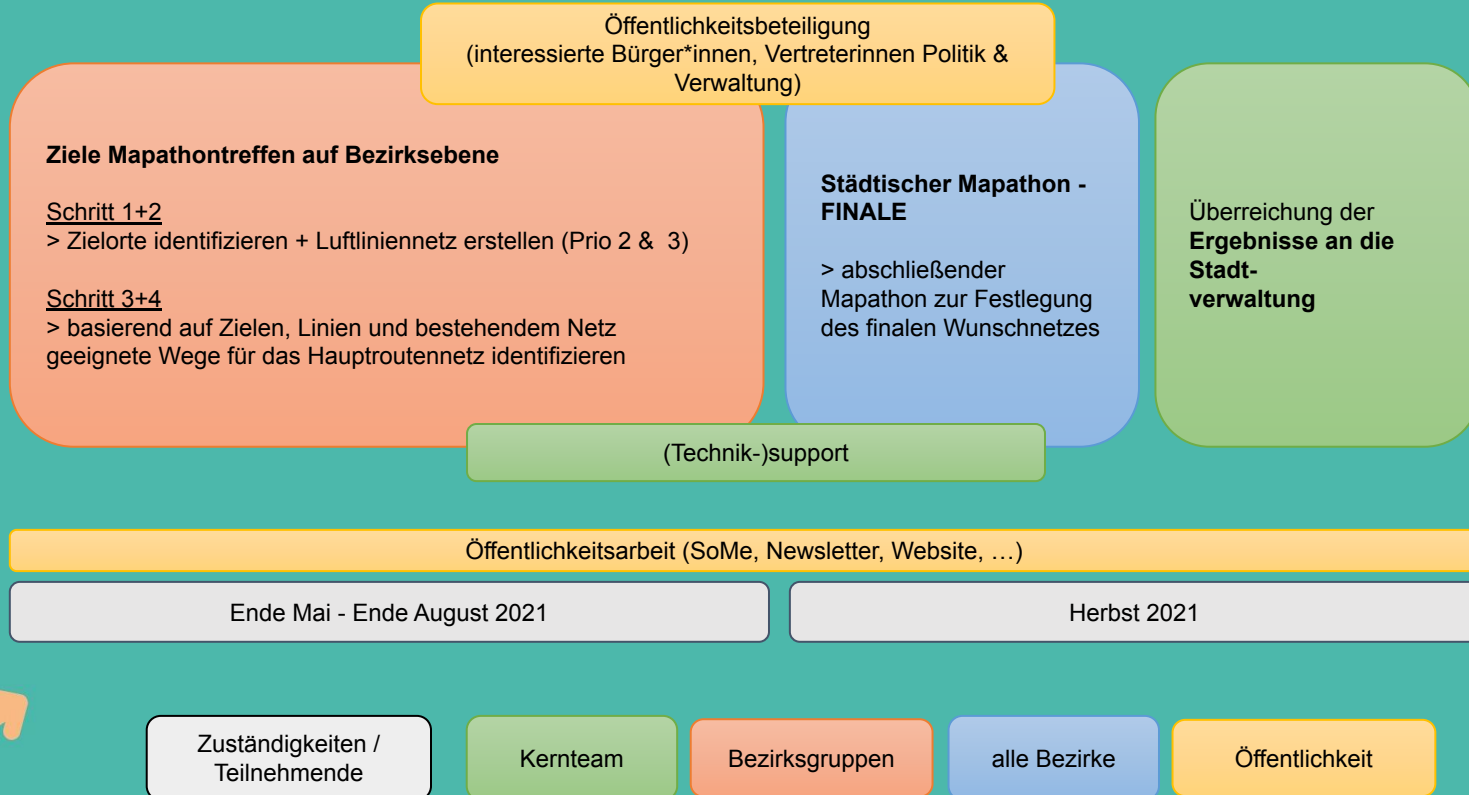 Öffentlichkeitsbeteiligung
(interessierte Bürger*innen, Vertreterinnen Politik &
Verwaltung)
Ziele Mapathontreffen auf Bezirksebene
Schritt 1+2
> Zielorte identifizieren + Luftliniennetz erstellen (Prio 2 & 3)
Schritt 3+4
> basierend auf Zielen, Linien und bestehendem Netz
geeignete Wege für das Hauptroutennetz identifizieren
Städtischer Mapathon -
FINALE
> abschließender
Mapathon zur Festlegung
des finalen Wunschnetzes
Überreichung der
Ergebnisse an die
Stadt-
verwaltung
(Technik-)support
Öffentlichkeitsarbeit (SoMe, Newsletter, Website, …)
Ende Mai - Ende August 2021
Herbst 2021
Zuständigkeiten /
Teilnehmende
Kernteam
Bezirksgruppen
alle Bezirke
Öffentlichkeit